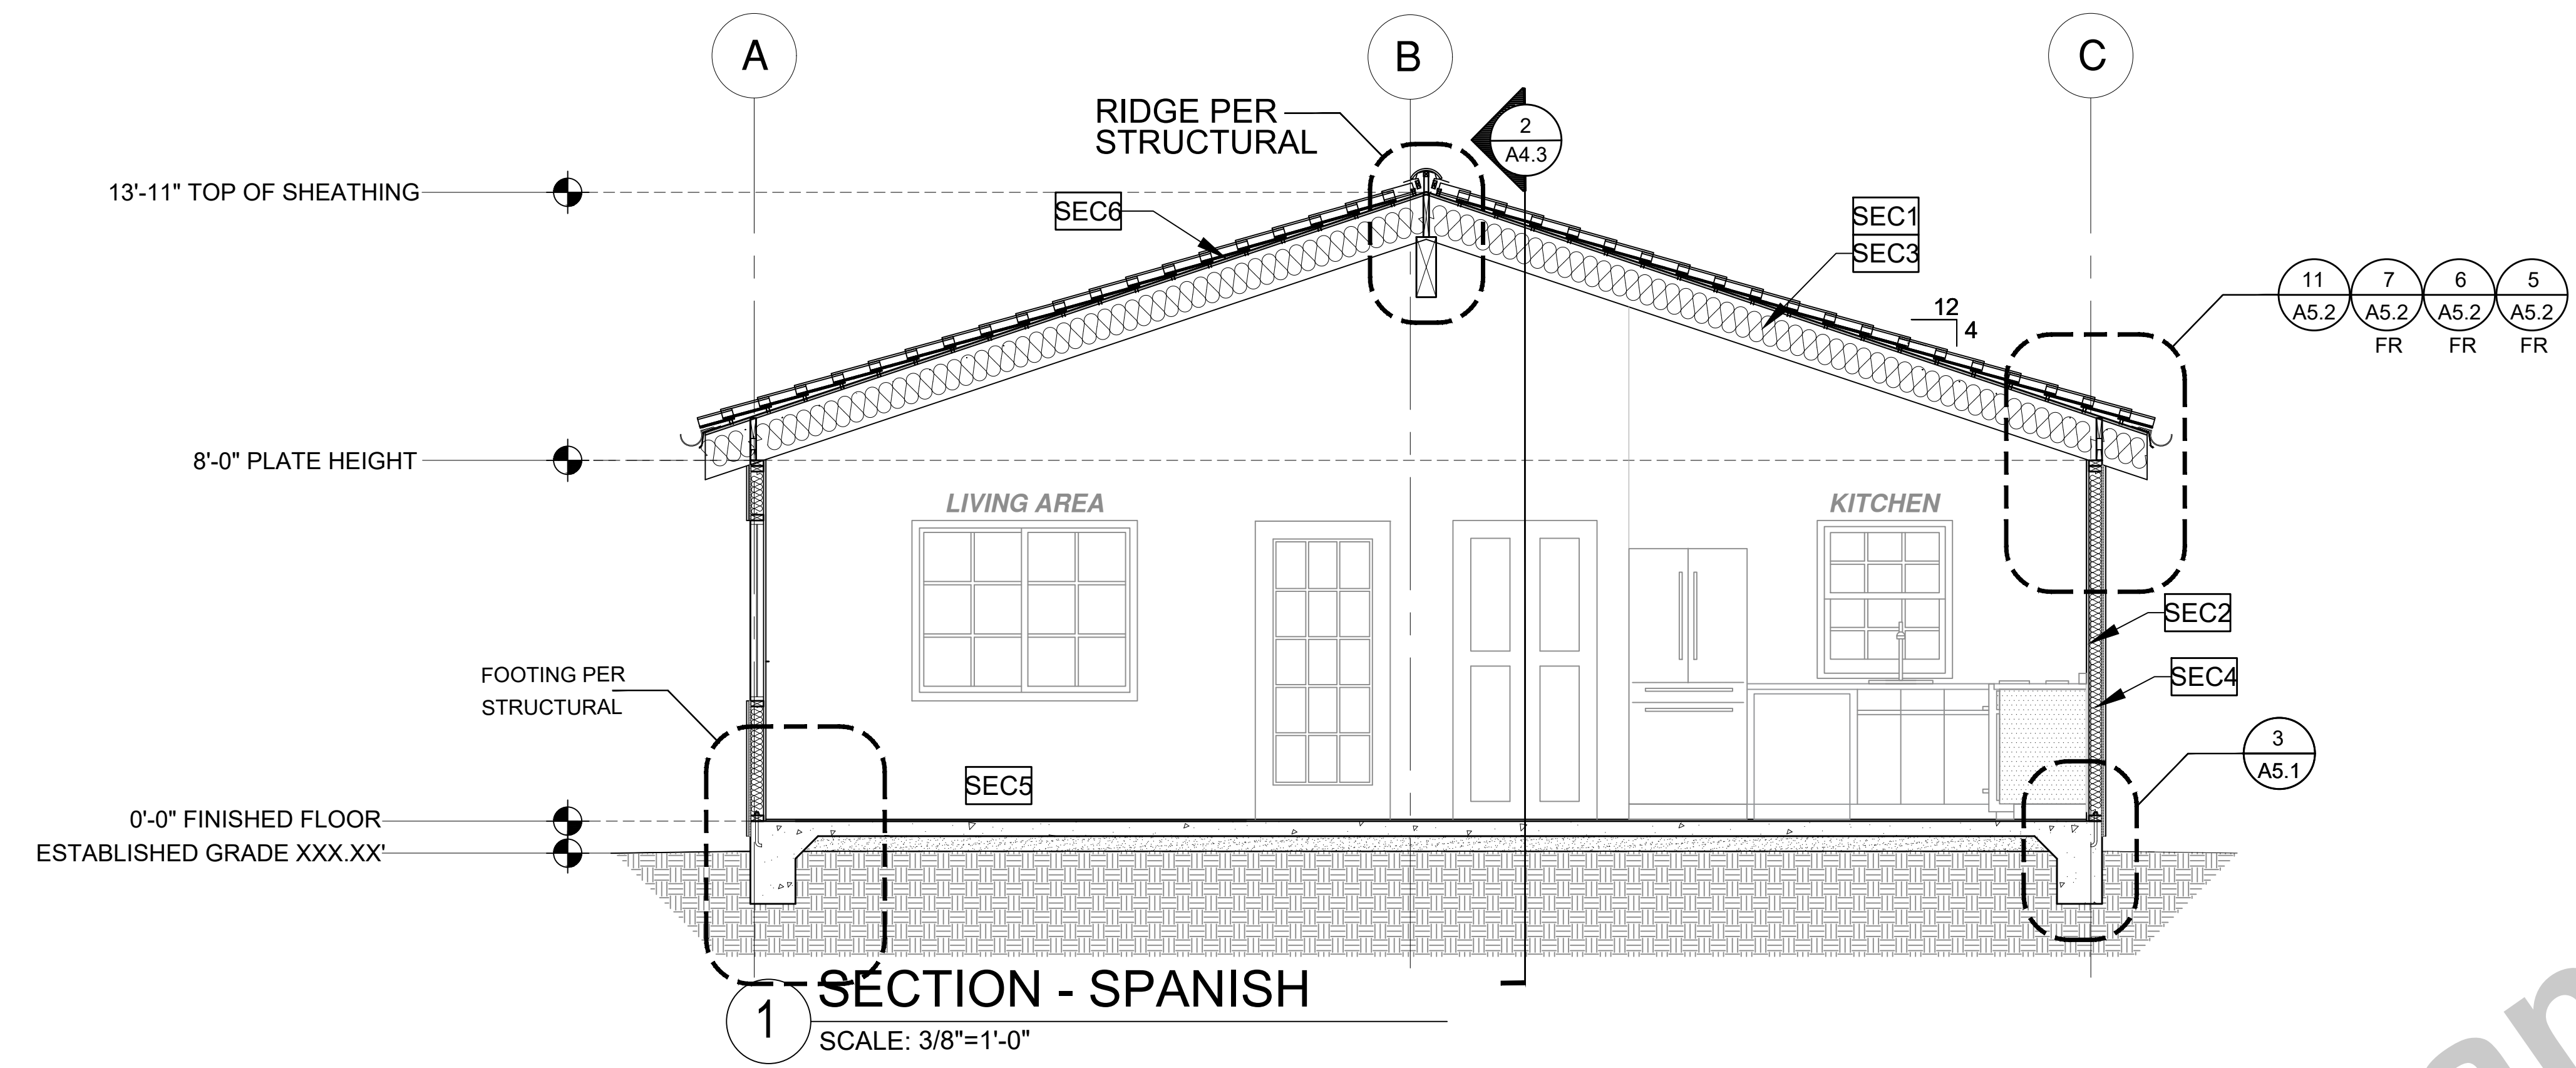 A
B
C
RIDGE PER
STRUCTURAL
2
A4.3
13'-11" TOP OF SHEATHING
SEC6
SEC1
SEC3
12
4
11
A5.2
7
A5.2
FR
6
A5.2
FR
5
A5.2
FR
8'-0" PLATE HEIGHT
LIVING AREA
KITCHEN
SEC2
SEC4
FOOTING PER
STRUCTURAL
SEC5
3
A5.1
0'-0" FINISHED FLOOR
ESTABLISHED GRADE XXX.XX'
1
SECTION - SPANISH
SCALE: 3/8"=1'-0"